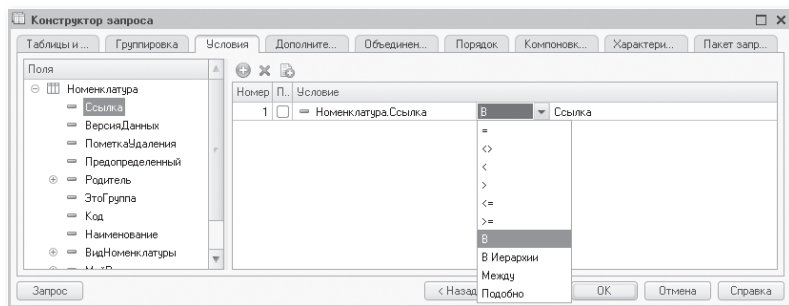 Конструктор запроса
Таблицы и ... Группировка Условия Дополните... Объединен... Порядок Компоновк... Характери... Пакет запр...
Поля
Номенклатура
Ссылка
ВерсияДанных
ПометкаУдаления
Предопределенный
Родитель
ЭтоГруппа
Код
Наименование
ВидНоменклатуры
Номер П... Условие
1 Номенклатура.Ссылка В Ссылка
=
<>
<
>
<=
>=
В
В Иерархии
Между
Подобно
Запрос < Назад OK Отмена Справка